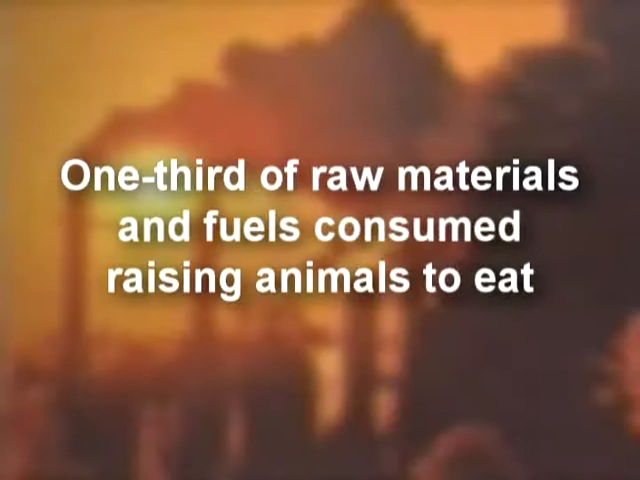 One-third of raw materials
and fuels consumed
raising animals to eat